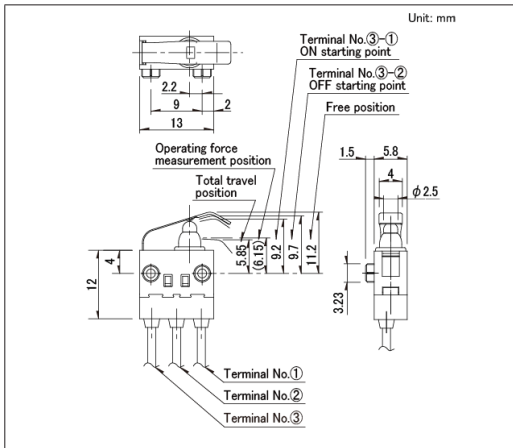 Unit: mm
Terminal No.③-①
ON starting point
Terminal No.③-②
OFF starting point
Free position
2.2
9
2
13
Operating force
measurement position
Total travel
position
1.5
5.8
4
φ2.5
4
12
5.85
(6.15)
9.2
9.7
11.2
3.23
Terminal No.①
Terminal No.②
Terminal No.③